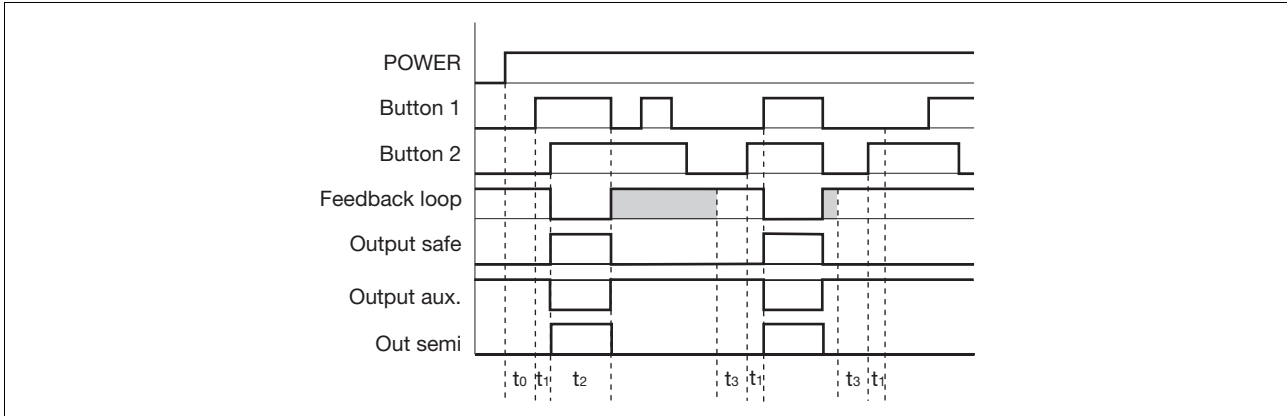 POWER
Button 1
Button 2
Feedback loop
Output safe
Output aux.
Out semi
t0 t1 t2 t3 t1 t3 t1